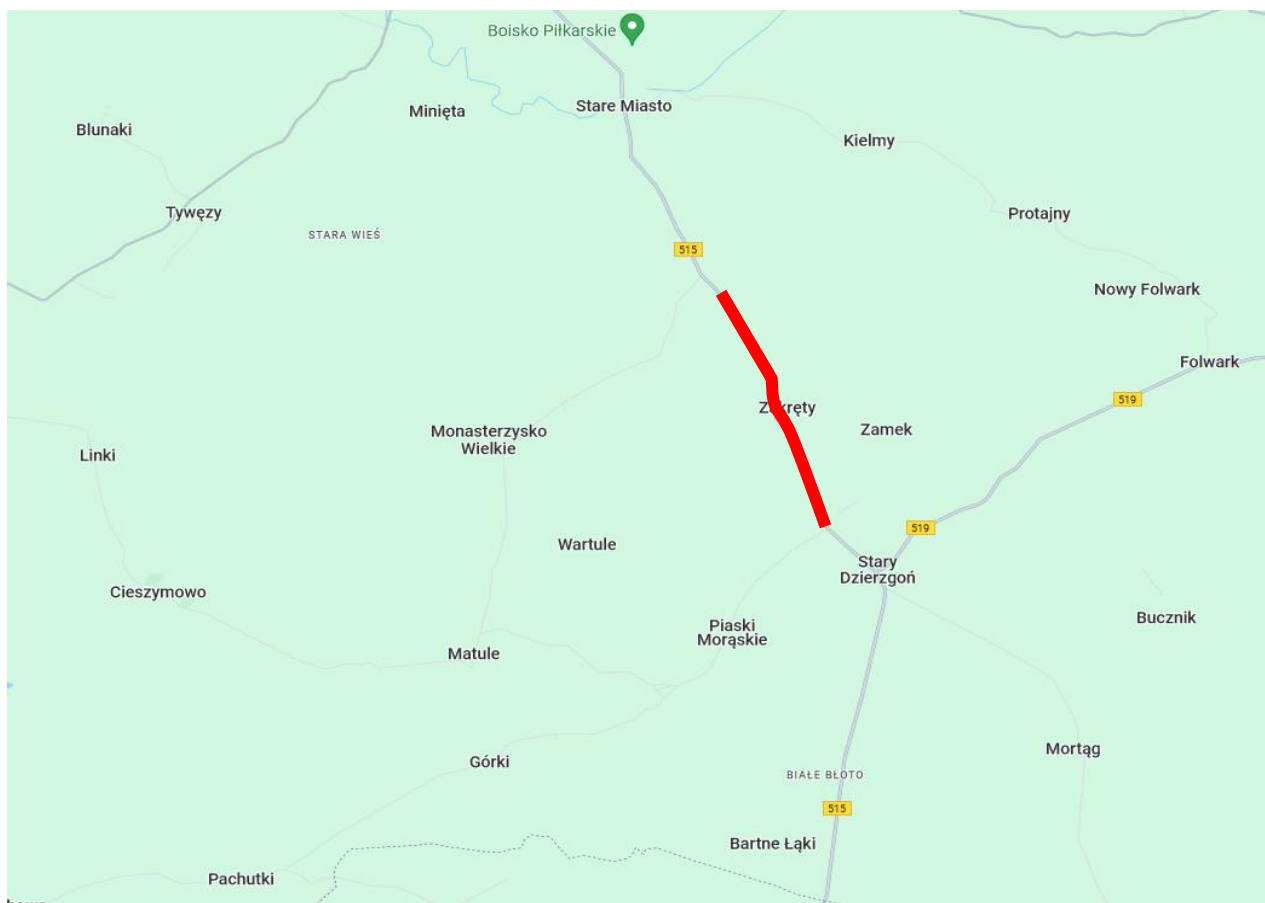 Boisko Piłkarskie
Stare Miasto
Minięta
Blunaki
Kielmy
Tywęzy
Protajny
STARA WIEŚ
515
Nowy Folwark
Folwark
519
Zakręty
Zamek
Monasterzysko
Wielkie
Linki
519
Wartule
Stary
Dzierzgoń
Cieszymowo
Bucznik
Piaski
Morąskie
Matule
Mortąg
Górki
BIAŁE BŁOTO
515
Bartne Łąki
Pachutki